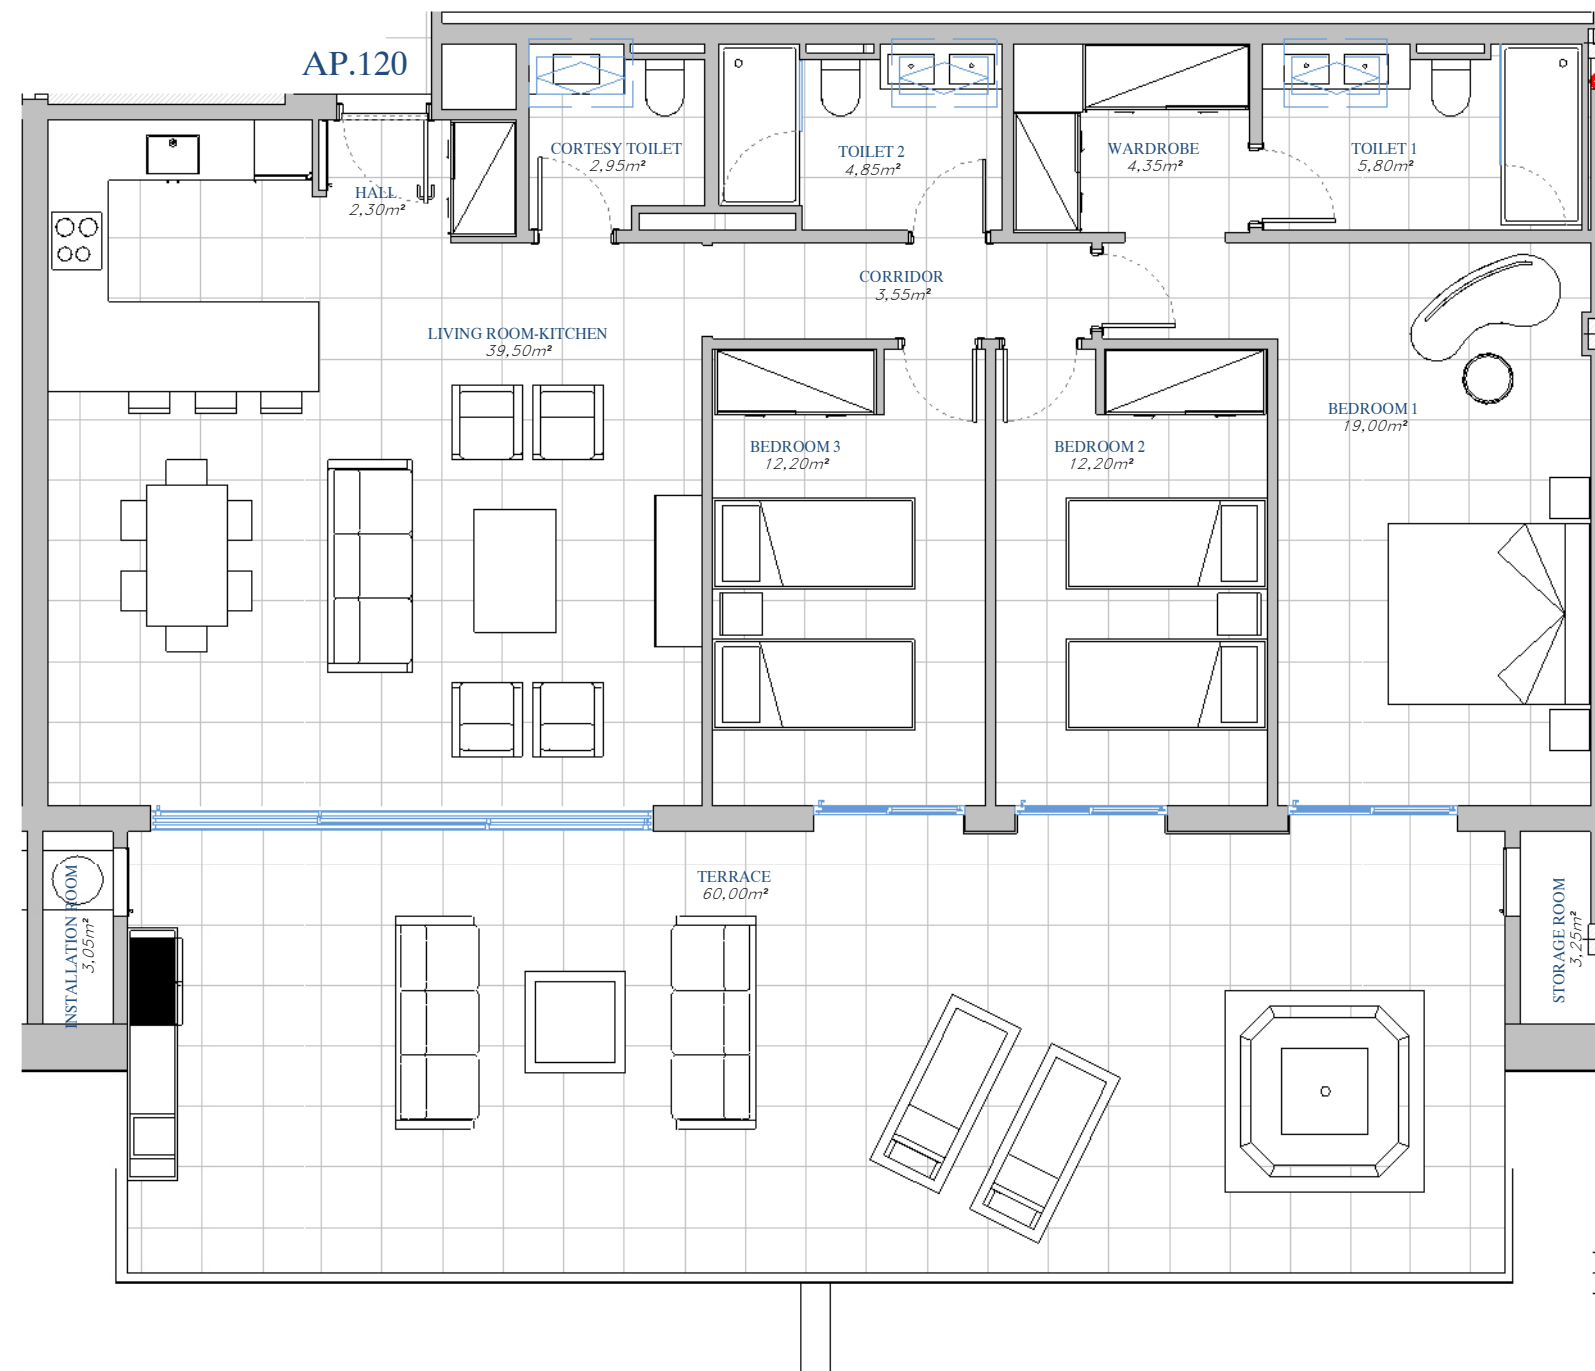 AP.120
CORTESY TOILET
2,95m²
TOILET 2
4,85m²
WARDROBE
4,35m²
TOILET 1
5,80m²
HALL
2,30m²
CORRIDOR
3,55m²
LIVING ROOM-KITCHEN
39,50m²
BEDROOM 3
12,20m²
BEDROOM 2
12,20m²
BEDROOM 1
19,00m²
TERRACE
60,00m²
INSTALLATION ROOM
3,05m²
STORAGE ROOM
3,25m²